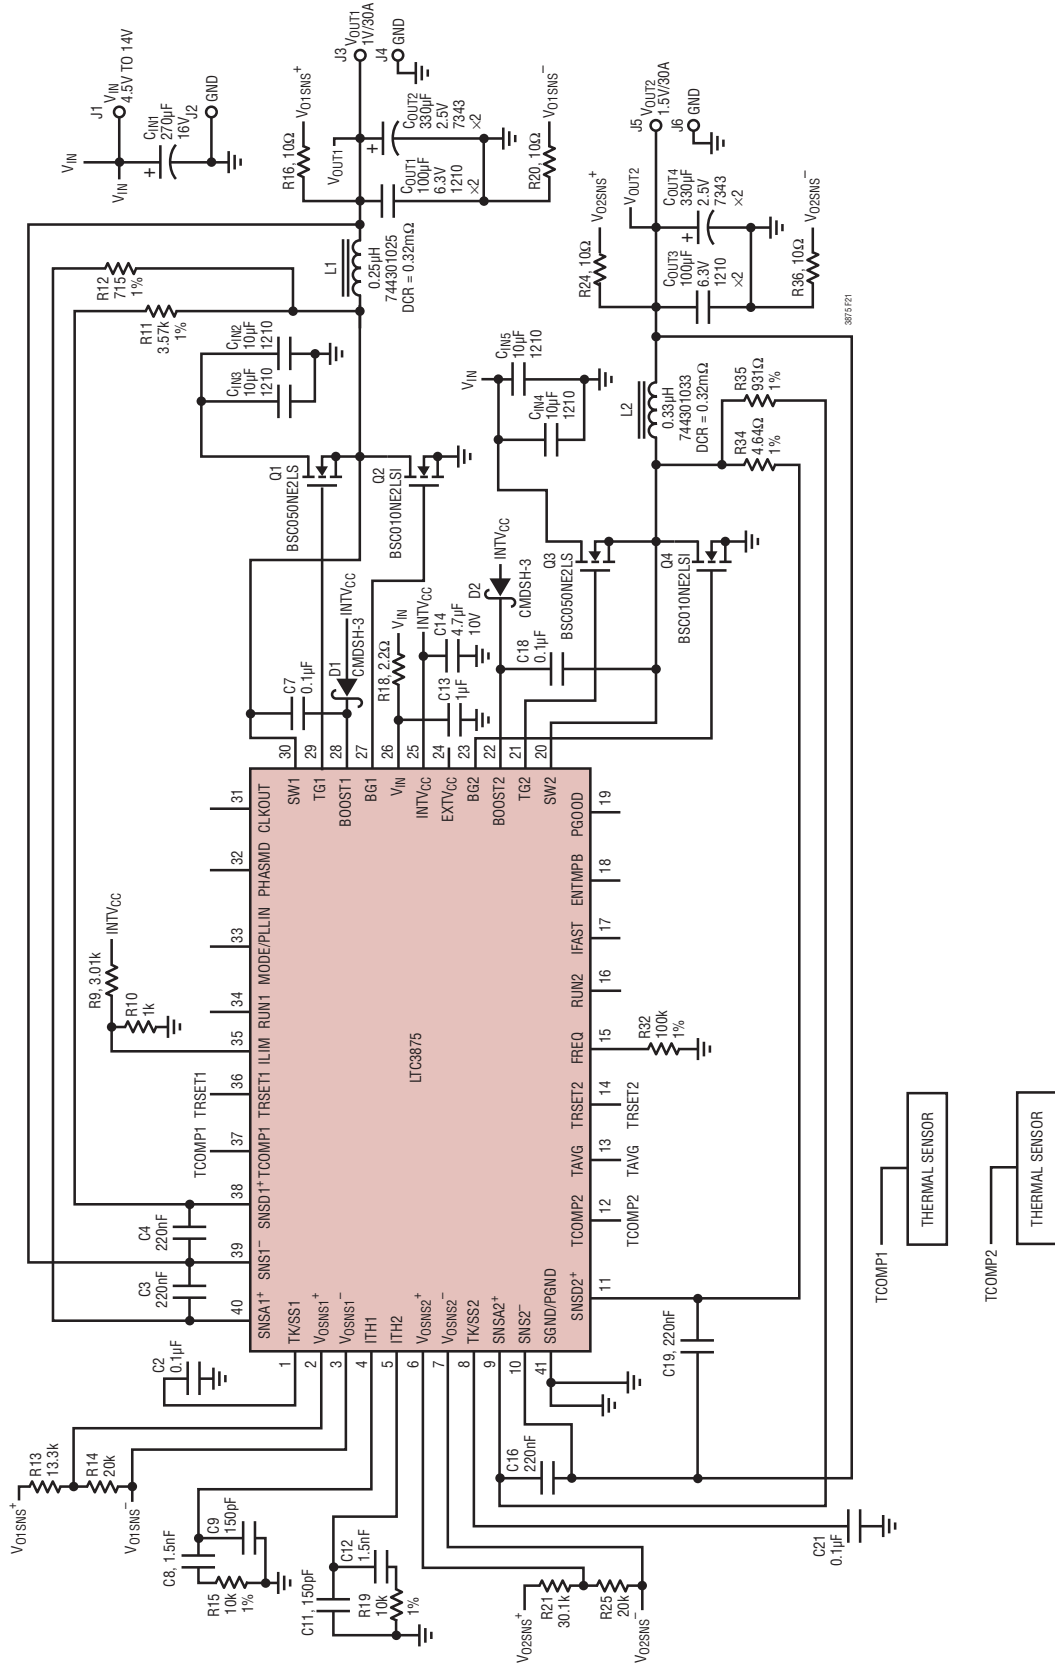 VIN
J1 VIN
4.5V TO 14V
VIN
+ CIN1
270µF
16V
J2 GND
J3 VOUT1
1V/30A
J4 GND
R16, 10Ω
VO1SNS+
VOUT1
COUT1
100µF
6.3V
1210
×2
+ COUT2
330µF
2.5V
7343
×2
R20, 10Ω
VO1SNS−
L1
0.25µH
744301025
DCR = 0.32mΩ
R12
715
1%
R11
3.57k
1%
CIN3
10µF
1210
CIN2
10µF
1210
Q1
BSC050NE2LS
Q2
BSC010NE2LSI
C7
0.1µF
D1
CMDSH-3
INTVCC
R18, 2.2Ω
VIN
INTVCC
C14
4.7µF
10V
C13
1µF
D2
CMDSH-3
INTVCC
C18
0.1µF
Q3
BSC050NE2LS
Q4
BSC010NE2LSI
VIN
CIN4
10µF
1210
CIN5
10µF
1210
L2
0.33µH
744301033
DCR = 0.32mΩ
R34
4.64Ω
1%
R35
931Ω
1%
R24, 10Ω
VO2SNS+
VOUT2
COUT3
100µF
6.3V
1210
×2
+ COUT4
330µF
2.5V
7343
×2
R36, 10Ω
VO2SNS−
J5 VOUT2
1.5V/30A
J6 GND
3875 F21
R9, 3.01k
INTVCC
R10
1k
C4
220nF
C3
220nF
TCOMP1 TRSET1
40 39 38 37 36 35 34 33 32 31
SNSA1+ SNS1− SNSD1+ TCOMP1 TRSET1 ILIM RUN1 MODE/PLLIN PHASMD CLKOUT
LTC3875
1 TK/SS1
2 VOSNS1+
3 VOSNS1−
4 ITH1
5 ITH2
6 VOSNS2+
7 VOSNS2−
8 TK/SS2
9 SNSA2+
10 SNS2−
41 SGND/PGND
SW1 30
TG1 29
BOOST1 28
BG1 27
VIN 26
INTVCC 25
EXTVCC 24
BG2 23
BOOST2 22
TG2 21
SW2 20
SNSD2+ TCOMP2 TAVG TRSET2 FREQ RUN2 IFAST ENTMPB PGOOD
11 12 13 14 15 16 17 18 19
TCOMP2 TAVG TRSET2
R32
100k
1%
C2
0.1µF
VO1SNS+
R13
13.3k
R14
20k
VO1SNS−
C8, 1.5nF
C9
150pF
R15
10k
1%
C11, 150pF
C12
1.5nF
R19
10k
1%
VO2SNS+
R21
30.1k
R25
20k
VO2SNS−
C16
220nF
C19, 220nF
C21
0.1µF
TCOMP1
THERMAL SENSOR
TCOMP2
THERMAL SENSOR